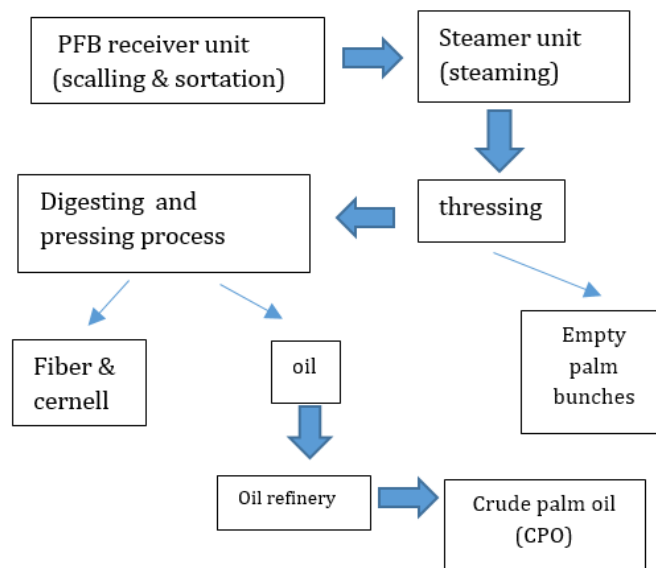 PFB receiver unit
(scalling & sortation)
Steamer unit
(steaming)
Digesting and
pressing process
thressing
Fiber &
cernell
oil
Empty
palm
bunches
Oil refinery
Crude palm oil
(CPO)